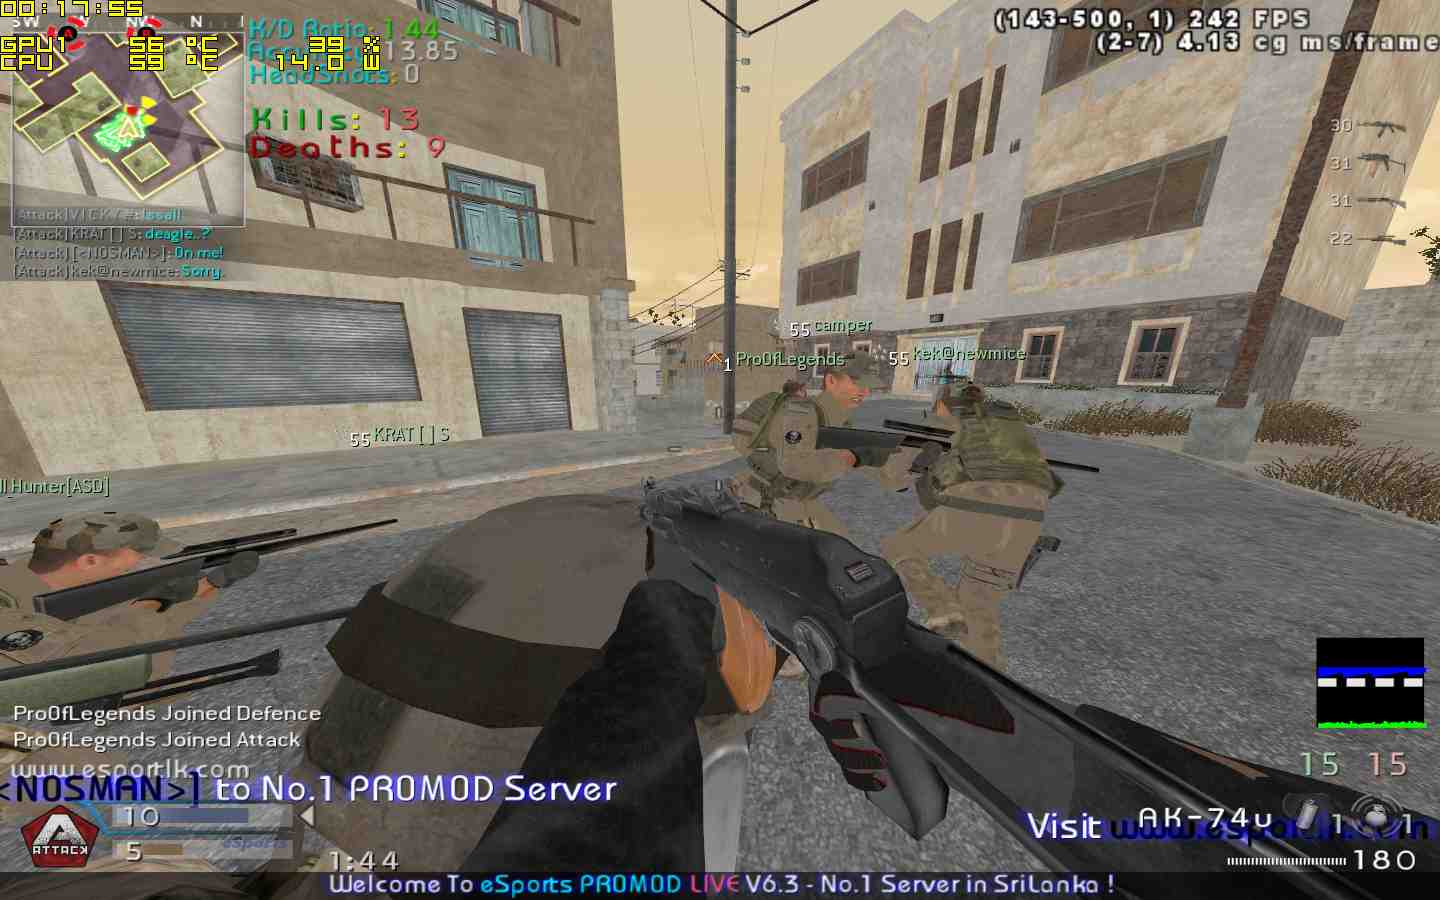 00:17:55
SW W NW N
GPU1 56 °C 39 %
CPU 59 °C 14.0 W
K/D Ratio: 1.44
Accuracy: 13.85
HeadShots: 0
Kills: 13
Deaths: 9
(143-500, 1) 242 FPS
(2-7) 4.13 cg ms/frame
30
31
31
22
[Attack]KRAT[]S: deagle..?
[Attack][<NOSMAN>]: On me!
[Attack]kek@newmice: Sorry.
55 camper
1 ProOfLegends
55 kek@newmice
55 KRAT[]S
Hunter[ASD]
ProOfLegends Joined Defence
ProOfLegends Joined Attack
www.esportlk.com
<NOSMAN>] to No.1 PROMOD Server
15 15
ATTACK
10
5
eSports
1:44
Visit
AK-74u 1 1
180
Welcome To eSports PROMOD LIVE V6.3 - No.1 Server in SriLanka !